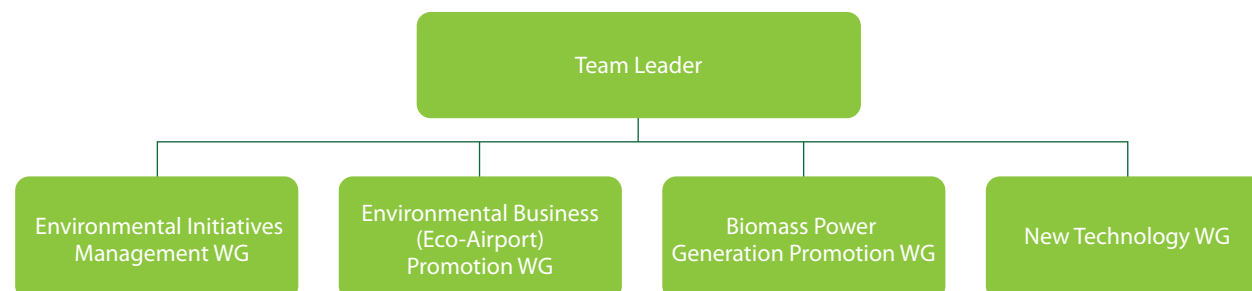 Team Leader
Environmental Initiatives
Management WG
Environmental Business
(Eco-Airport)
Promotion WG
Biomass Power
Generation Promotion WG
New Technology WG